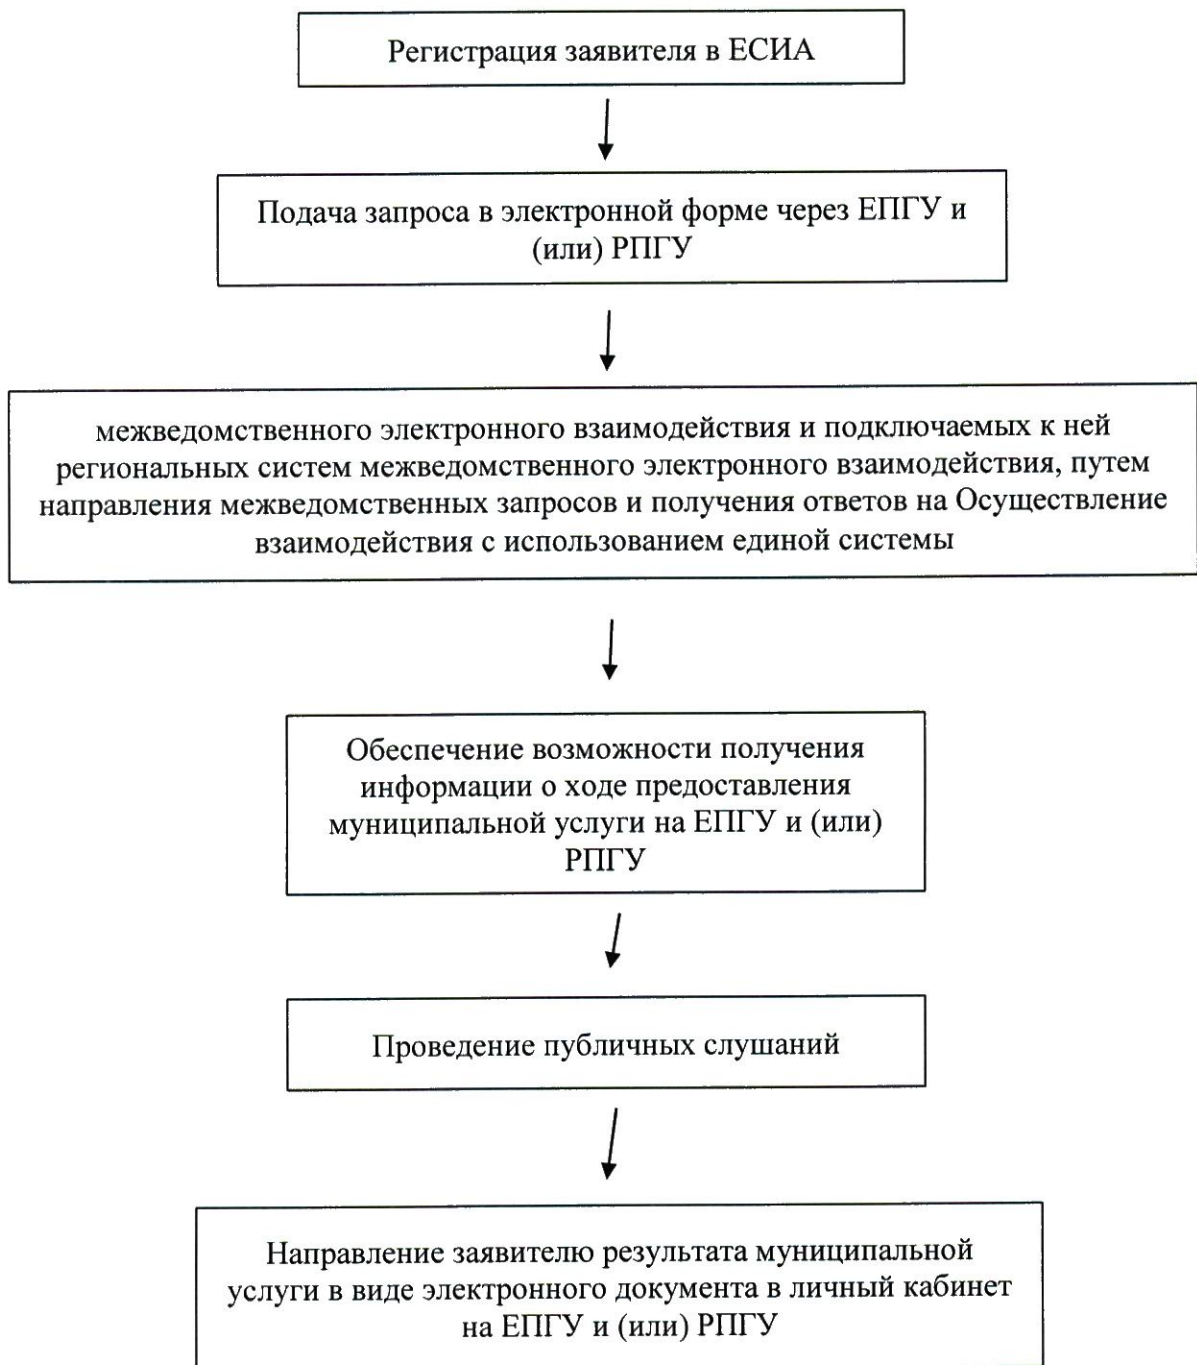 Регистрация заявителя в ЕСИА
Подача запроса в электронной форме через ЕПГУ и
(или) РПГУ
межведомственного электронного взаимодействия и подключаемых к ней
региональных систем межведомственного электронного взаимодействия, путем
направления межведомственных запросов и получения ответов на Осуществление
взаимодействия с использованием единой системы
Обеспечение возможности получения
информации о ходе предоставления
муниципальной услуги на ЕПГУ и (или)
РПГУ
Проведение публичных слушаний
Направление заявителю результата муниципальной
услуги в виде электронного документа в личный кабинет
на ЕПГУ и (или) РПГУ